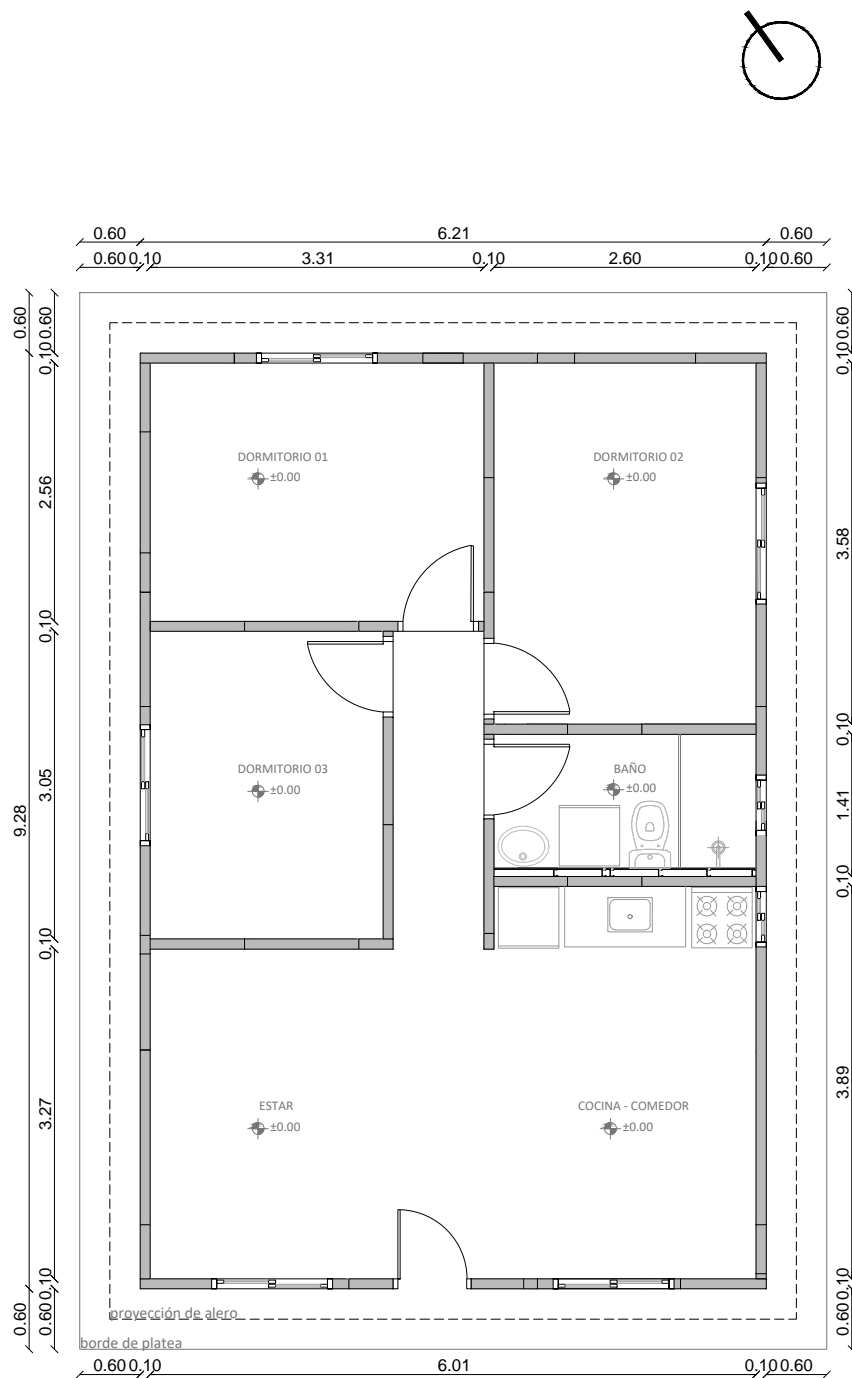 0.60 6.21 0.60
0.60 0.10 3.31 0.10 2.60 0.10 0.60
0.60
0.60
0.10
2.56
0.10
3.05
9.28
0.10
3.27
0.10
0.60
0.60
0.60
0.10
3.58
0.10
1.41
0.10
3.89
0.10
0.60
DORMITORIO 01
±0.00
DORMITORIO 02
±0.00
DORMITORIO 03
±0.00
BAÑO
±0.00
ESTAR
±0.00
COCINA - COMEDOR
±0.00
proyección de alero
borde de platea
0.60 0.10 6.01 0.10 0.60